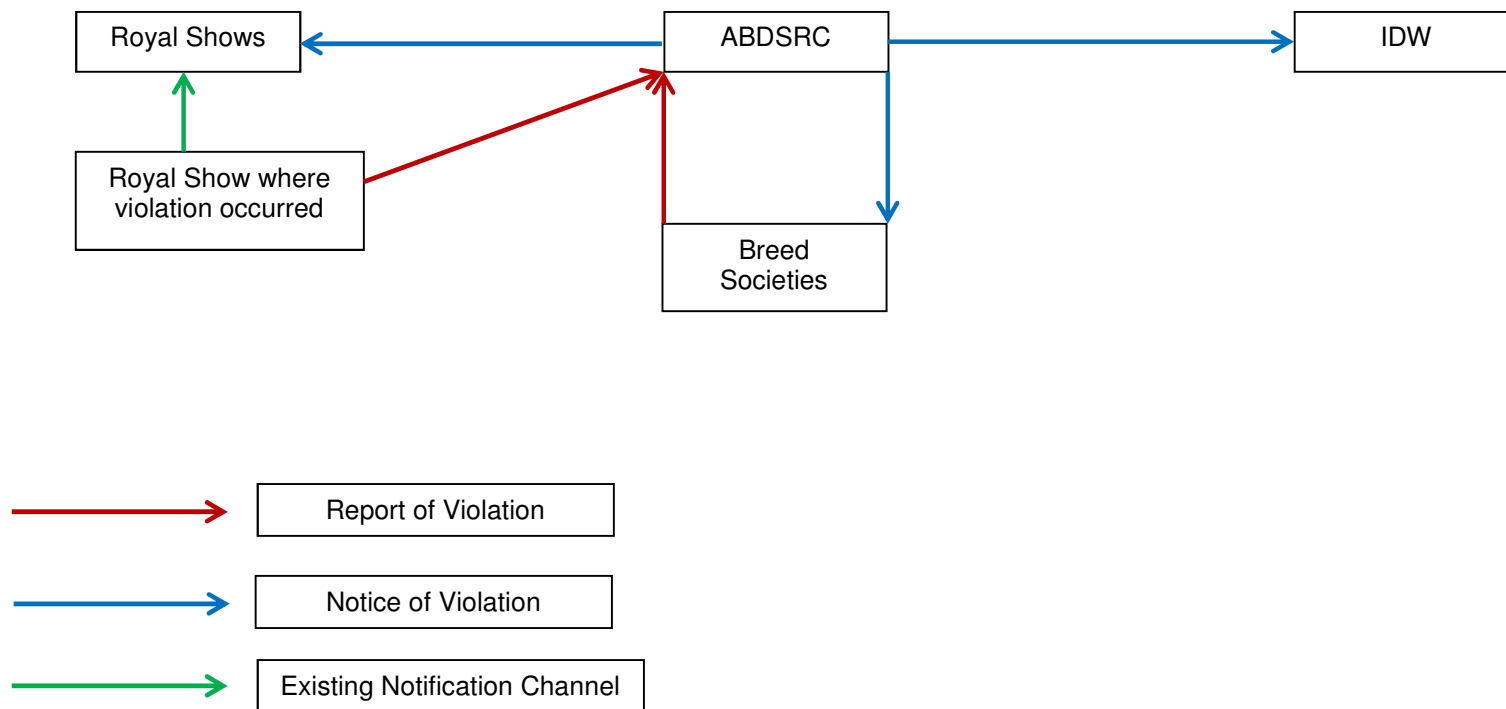 Royal Shows
ABDSRC
IDW
Royal Show where
violation occurred
Breed
Societies
Report of Violation
Notice of Violation
Existing Notification Channel